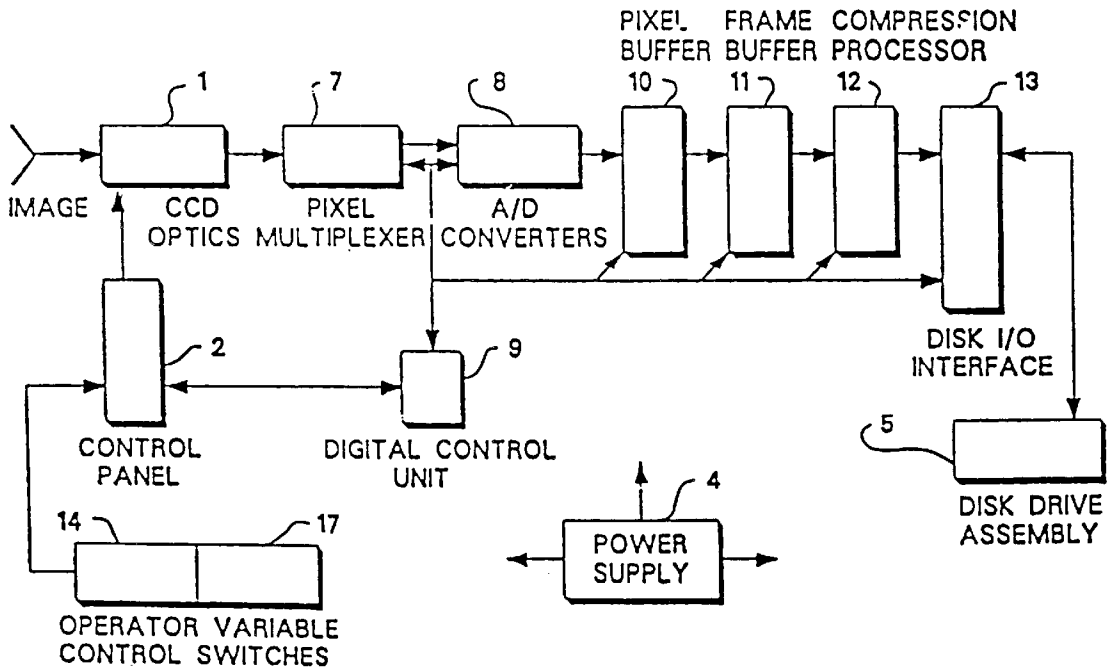 PIXEL FRAME COMPRESSION
BUFFER BUFFER PROCESSOR
1
7
8
10
11
12
13
IMAGE
CCD
OPTICS
PIXEL
MULTIPLEXER
A/D
CONVERTERS
2
9
DISK I/O
INTERFACE
CONTROL
PANEL
DIGITAL CONTROL
UNIT
5
DISK DRIVE
ASSEMBLY
14
17
4
POWER
SUPPLY
OPERATOR VARIABLE
CONTROL SWITCHES